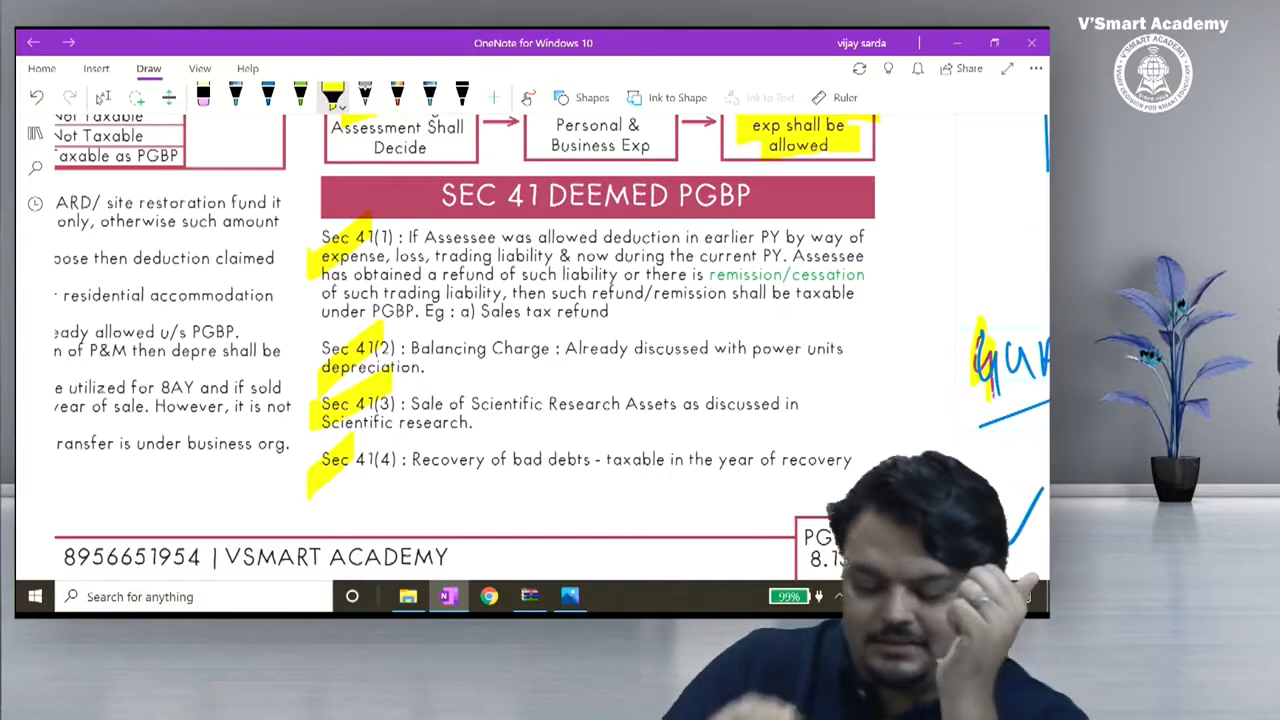 V'Smart Academy
OneNote for Windows 10
vijay sarda
Home Insert Draw View Help
Share
Shapes Ink to Shape Ink to Text Ruler
Not Taxable
Not Taxable
Taxable as PGBP
Assessment Shall
Decide
Personal &
Business Exp
exp shall be
allowed
ARD/ site restoration fund it
only, otherwise such amount
pose then deduction claimed
residential accommodation
eady allowed u/s PGBP.
n of P&M then depre shall be
e utilized for 8AY and if sold
year of sale. However, it is not
ransfer is under business org.
SEC 41 DEEMED PGBP
Sec 41(1) : If Assessee was allowed deduction in earlier PY by way of
expense, loss, trading liability & now during the current PY. Assessee
has obtained a refund of such liability or there is remission/cessation
of such trading liability, then such refund/remission shall be taxable
under PGBP. Eg : a) Sales tax refund
Sec 41(2) : Balancing Charge : Already discussed with power units
depreciation.
Sec 41(3) : Sale of Scientific Research Assets as discussed in
Scientific research.
Sec 41(4) : Recovery of bad debts - taxable in the year of recovery
8956651954 | VSMART ACADEMY
PG
8.1
Search for anything
99%